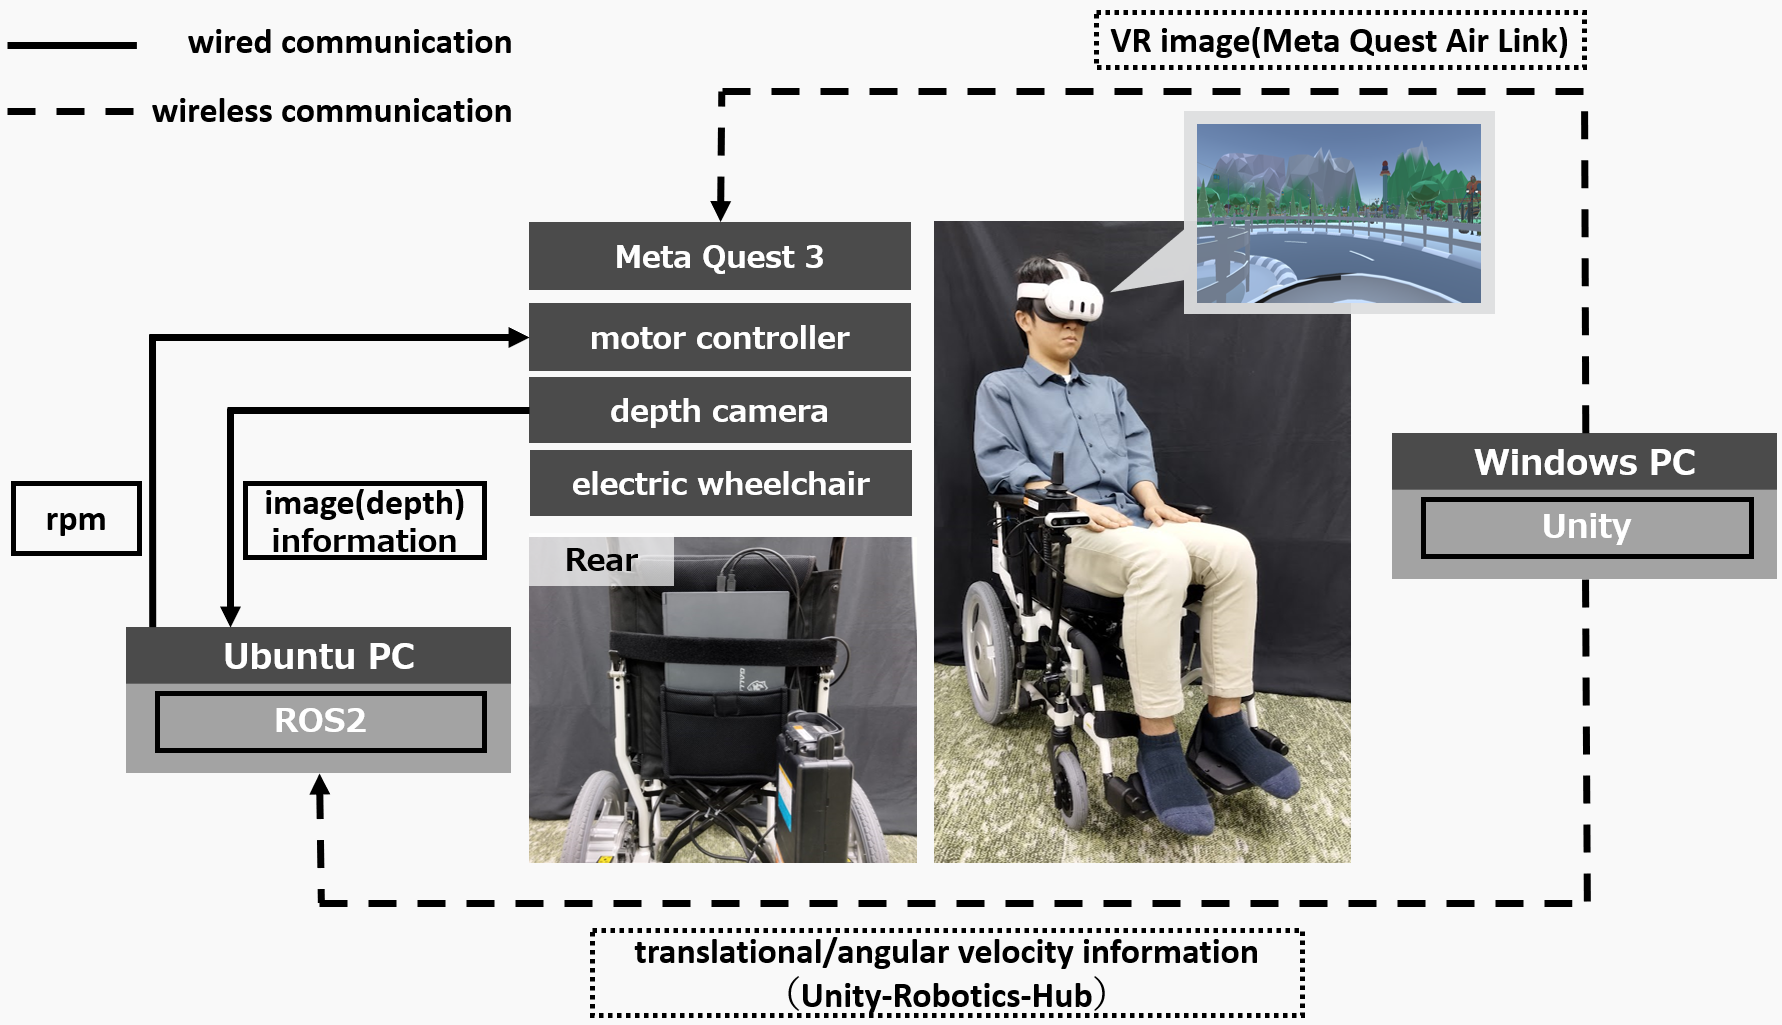 wired communication
wireless communication
VR image(Meta Quest Air Link)
Meta Quest 3
motor controller
depth camera
electric wheelchair
rpm
image(depth)
information
Rear
Windows PC
Unity
Ubuntu PC
ROS2
translational/angular velocity information
（Unity-Robotics-Hub）